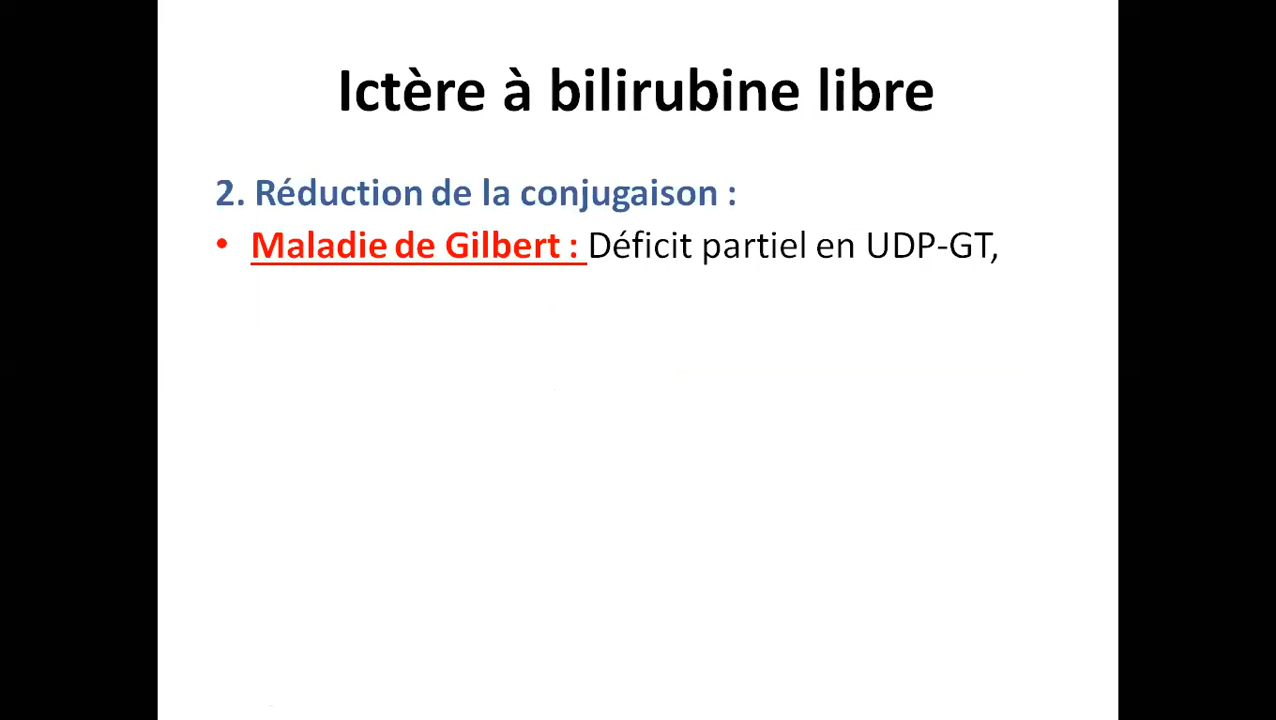 Ictère à bilirubine libre
2. Réduction de la conjugaison :
• Maladie de Gilbert : Déficit partiel en UDP-GT,